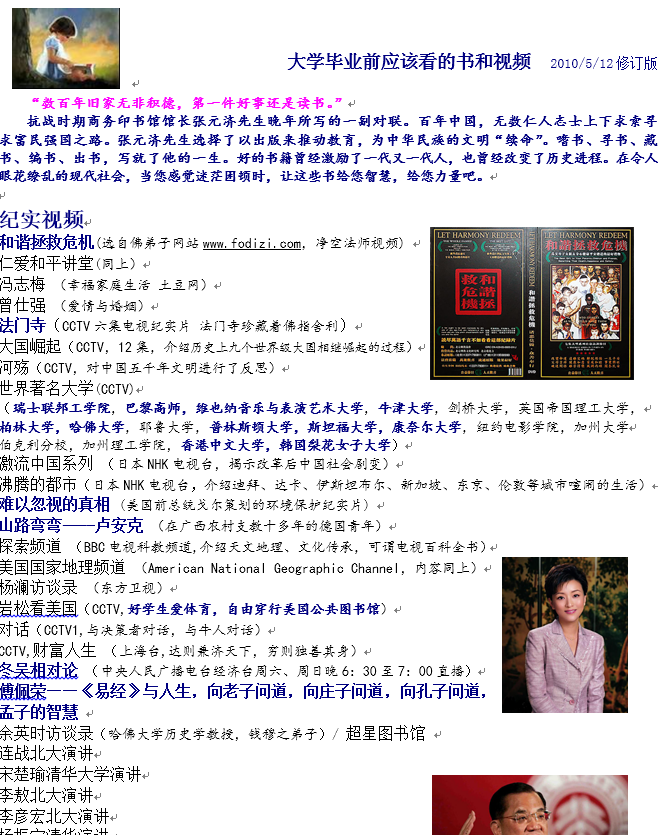 大学毕业前应该看的书和视频 2010/5/12修订版
“数百年旧家无非积德，第一件好事还是读书。”
抗战时期商务印书馆馆长张元济先生晚年所写的一副对联。百年中国，无数仁人志士上下求索寻
求富民强国之路。张元济先生选择了以出版来推动教育，为中华民族的文明“续命”。嗜书、寻书、藏
书、编书、出书，写就了他的一生。好的书籍曾经激励了一代又一代人，也曾经改变了历史进程。在令人
眼花缭乱的现代社会，当您感觉迷茫困顿时，让这些书给您智慧，给您力量吧。
纪实视频
和谐拯救危机(选自佛弟子网站 www.fodizi.com，净空法师视频)
仁爱和平讲堂(同上)
冯志梅 （幸福家庭生活 土豆网）
曾仕强 （爱情与婚姻）
法门寺（CCTV 六集电视纪实片 法门寺珍藏着佛指舍利）
大国崛起（CCTV，12 集，介绍历史上九个世界级大国相继崛起的过程）
河殇（CCTV，对中国五千年文明进行了反思）
世界著名大学(CCTV)
（瑞士联邦工学院，巴黎高师，维也纳音乐与表演艺术大学，牛津大学，剑桥大学，英国帝国理工大学，
柏林大学，哈佛大学，耶鲁大学，普林斯顿大学，斯坦福大学，康奈尔大学，纽约电影学院，加州大学
伯克利分校，加州理工学院，香港中文大学，韩国梨花女子大学）
激流中国系列 （日本 NHK 电视台，揭示改革后中国社会剧变）
沸腾的都市（日本 NHK 电视台，介绍迪拜、达卡、伊斯坦布尔、新加坡、东京、伦敦等城市喧闹的生活）
难以忽视的真相（美国前总统戈尔策划的环境保护纪实片）
山路弯弯——卢安克 （在广西农村支教十多年的德国青年）
探索频道 （BBC 电视科教频道,介绍天文地理、文化传承，可谓电视百科全书）
美国国家地理频道 （American National Geographic Channel，内容同上）
杨澜访谈录 （东方卫视）
岩松看美国（CCTV,好学生爱体育，自由穿行美国公共图书馆）
对话（CCTV1,与决策者对话，与牛人对话）
CCTV,财富人生 （上海台,达则兼济天下，穷则独善其身）
冬吴相对论 （中央人民广播电台经济台周六、周日晚 6：30 至 7：00 直播）
傅佩荣——《易经》与人生，向老子问道，向庄子问道，向孔子问道，
孟子的智慧
余英时访谈录（哈佛大学历史学教授，钱穆之弟子）/ 超星图书馆
连战北大演讲
宋楚瑜清华大学演讲
李敖北大演讲
李彦宏北大演讲
LET HARMONY REDEEM
和谐拯救危機
LET HARMONY REDEEM
和諧拯救危機